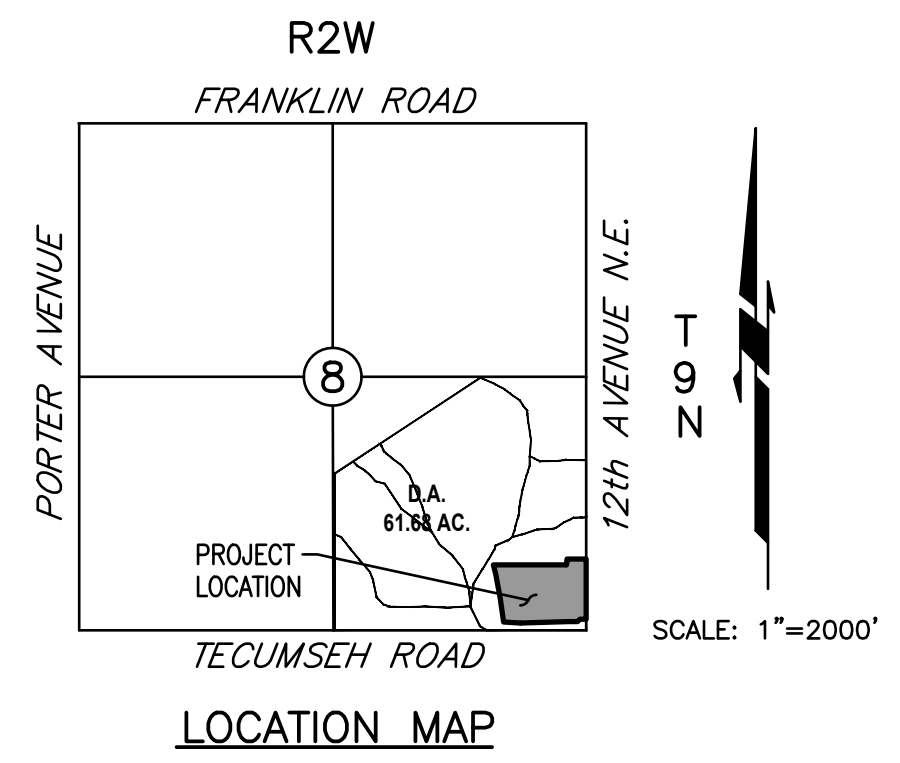 R2W
FRANKLIN ROAD
PORTER AVENUE
12th AVENUE N.E.
T
9
N
8
D.A.
61.68 AC.
PROJECT
LOCATION
SCALE: 1"=2000'
TECUMSEH ROAD
LOCATION MAP